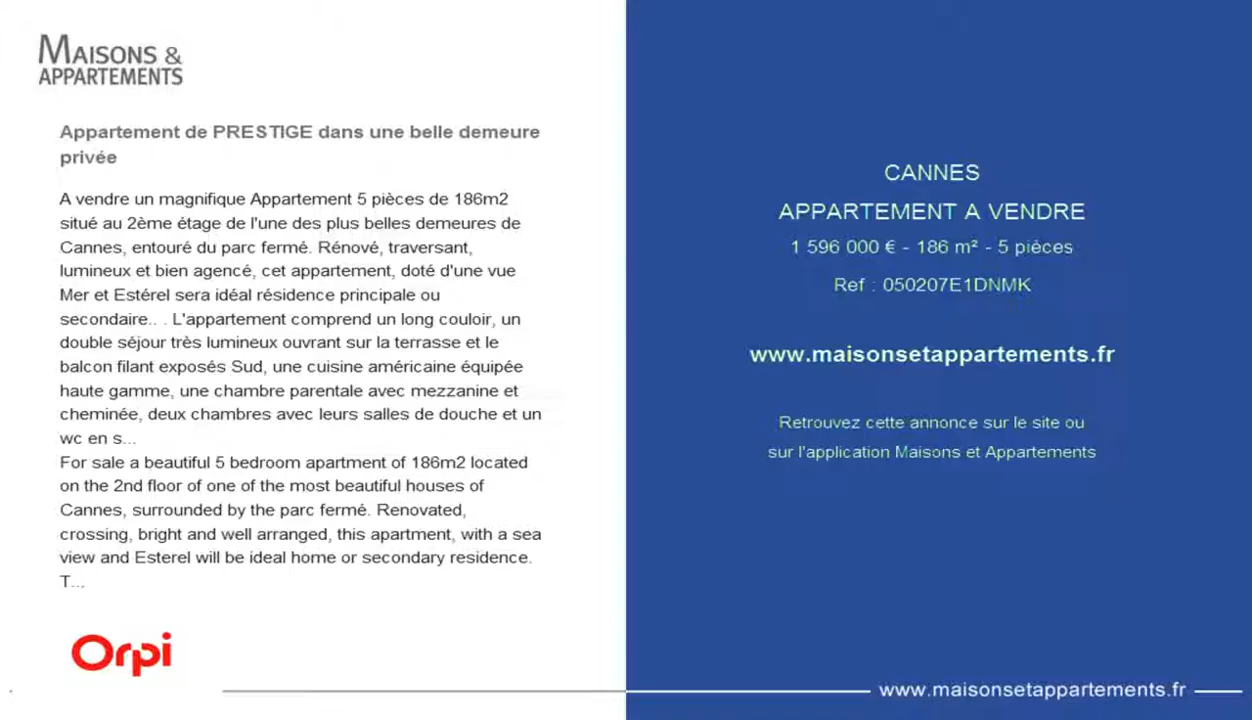 MAISONS &
APPARTEMENTS
Appartement de PRESTIGE dans une belle demeure
privée
A vendre un magnifique Appartement 5 pièces de 186m2
situé au 2ème étage de l'une des plus belles demeures de
Cannes, entouré du parc fermé. Rénové, traversant,
lumineux et bien agencé, cet appartement, doté d'une vue
Mer et Estérel sera idéal résidence principale ou
secondaire.. . L'appartement comprend un long couloir, un
double séjour très lumineux ouvrant sur la terrasse et le
balcon filant exposés Sud, une cuisine américaine équipée
haute gamme, une chambre parentale avec mezzanine et
cheminée, deux chambres avec leurs salles de douche et un
wc en s...
For sale a beautiful 5 bedroom apartment of 186m2 located
on the 2nd floor of one of the most beautiful houses of
Cannes, surrounded by the parc fermé. Renovated,
crossing, bright and well arranged, this apartment, with a sea
view and Esterel will be ideal home or secondary residence.
T...
Orpi
CANNES
APPARTEMENT A VENDRE
1 596 000 € - 186 m² - 5 pièces
Ref : 050207E1DNMK
www.maisonsetappartements.fr
Retrouvez cette annonce sur le site ou
sur l'application Maisons et Appartements
www.maisonsetappartements.fr